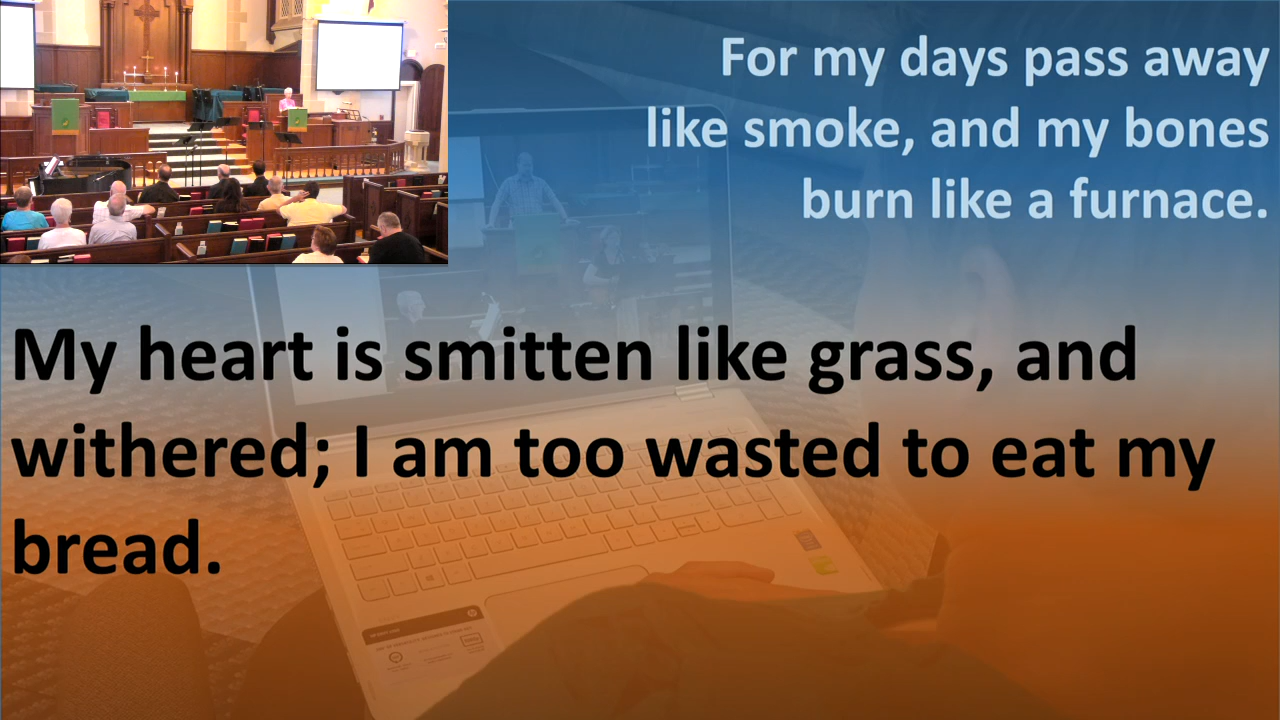 For my days pass away
like smoke, and my bones
burn like a furnace.
My heart is smitten like grass, and
withered; I am too wasted to eat my
bread.